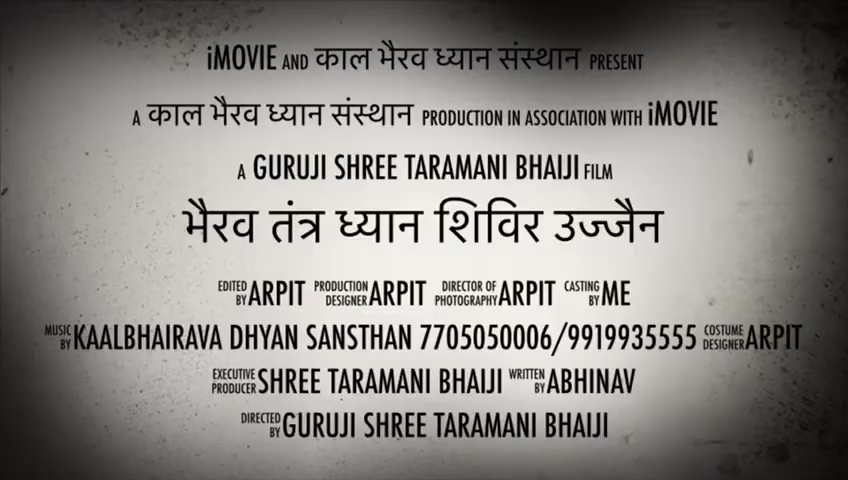 iMOVIE AND काल भैरव ध्यान संस्थान PRESENT
A काल भैरव ध्यान संस्थान PRODUCTION IN ASSOCIATION WITH iMOVIE
A GURUJI SHREE TARAMANI BHAIJI FILM
भैरव तंत्र ध्यान शिविर उज्जैन
EDITED BY ARPIT PRODUCTION DESIGNER ARPIT DIRECTOR OF PHOTOGRAPHY ARPIT CASTING BY ME
MUSIC BY KAALBHAIRAVA DHYAN SANSTHAN 7705050006/9919935555 COSTUME DESIGNER ARPIT
EXECUTIVE PRODUCER SHREE TARAMANI BHAIJI WRITTEN BY ABHINAV
DIRECTED BY GURUJI SHREE TARAMANI BHAIJI